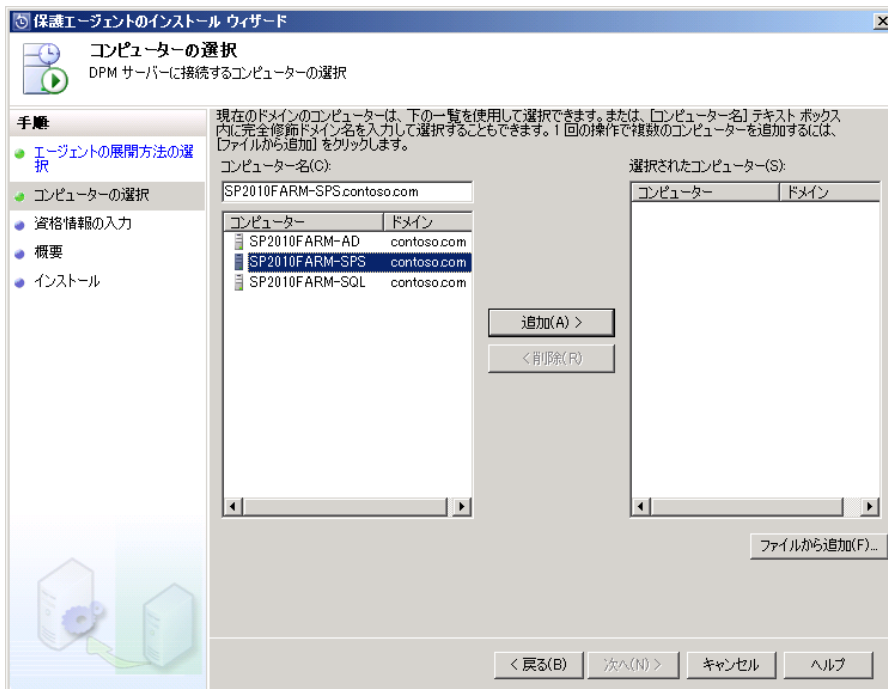 保護エージェントのインストール ウィザード
コンピューターの選択
DPM サーバーに接続するコンピューターの選択
手順
エージェントの展開方法の選
択
コンピューターの選択
資格情報の入力
概要
インストール
現在のドメインのコンピューターは、下の一覧を使用して選択できます。または、[コンピューター名] テキスト ボックス
内に完全修飾ドメイン名を入力して選択することもできます。1 回の操作で複数のコンピューターを追加するには、
[ファイルから追加] をクリックします。
コンピューター名(C):
SP2010FARM-SPS.contoso.com
コンピューター ドメイン
SP2010FARM-AD contoso.com
SP2010FARM-SPS contoso.com
SP2010FARM-SQL contoso.com
追加(A) >
< 削除(R)
選択されたコンピューター(S):
コンピューター ドメイン
ファイルから追加(F)...
< 戻る(B)
次へ(N) >
キャンセル
ヘルプ